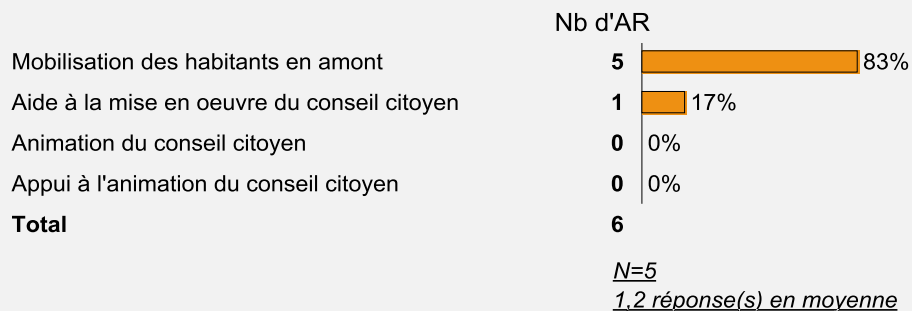 Nb d'AR
Mobilisation des habitants en amont 5 83%
Aide à la mise en oeuvre du conseil citoyen 1 17%
Animation du conseil citoyen 0 0%
Appui à l'animation du conseil citoyen 0 0%
Total 6
N=5
1,2 réponse(s) en moyenne